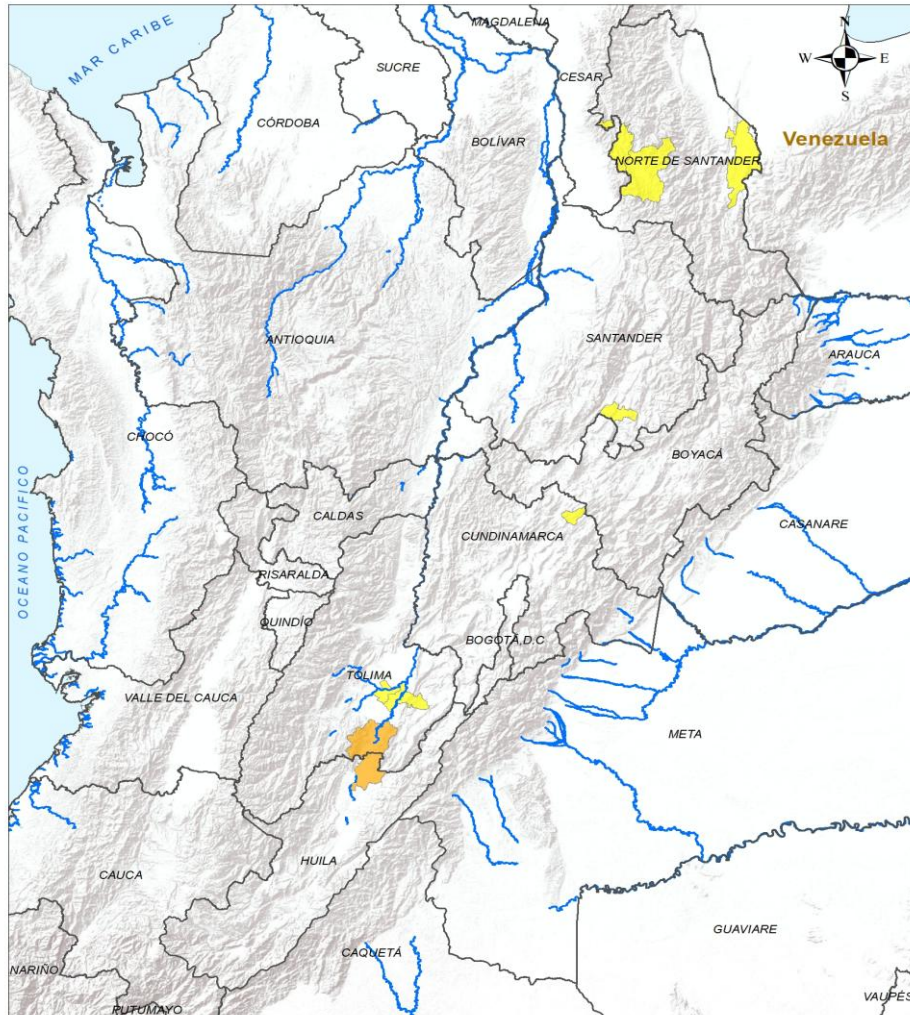 MAGDALENA
MAR CARIBE
N
W
E
S
SUCRE
CESAR
CÓRDOBA
BOLÍVAR
Venezuela
NORTE DE SANTANDER
ANTIOQUIA
SANTANDER
ARAUCA
CHOCÓ
BOYACÁ
OCEANO PACIFICO
CALDAS
CASANARE
CUNDINAMARCA
RISARALDA
QUINDÍO
BOGOTÁ,D.C
TOLIMA
VALLE DEL CAUCA
META
HUILA
CAUCA
GUAVIARE
CAQUETÁ
NARIÑO
PUTUMAYO
VAUPÉS